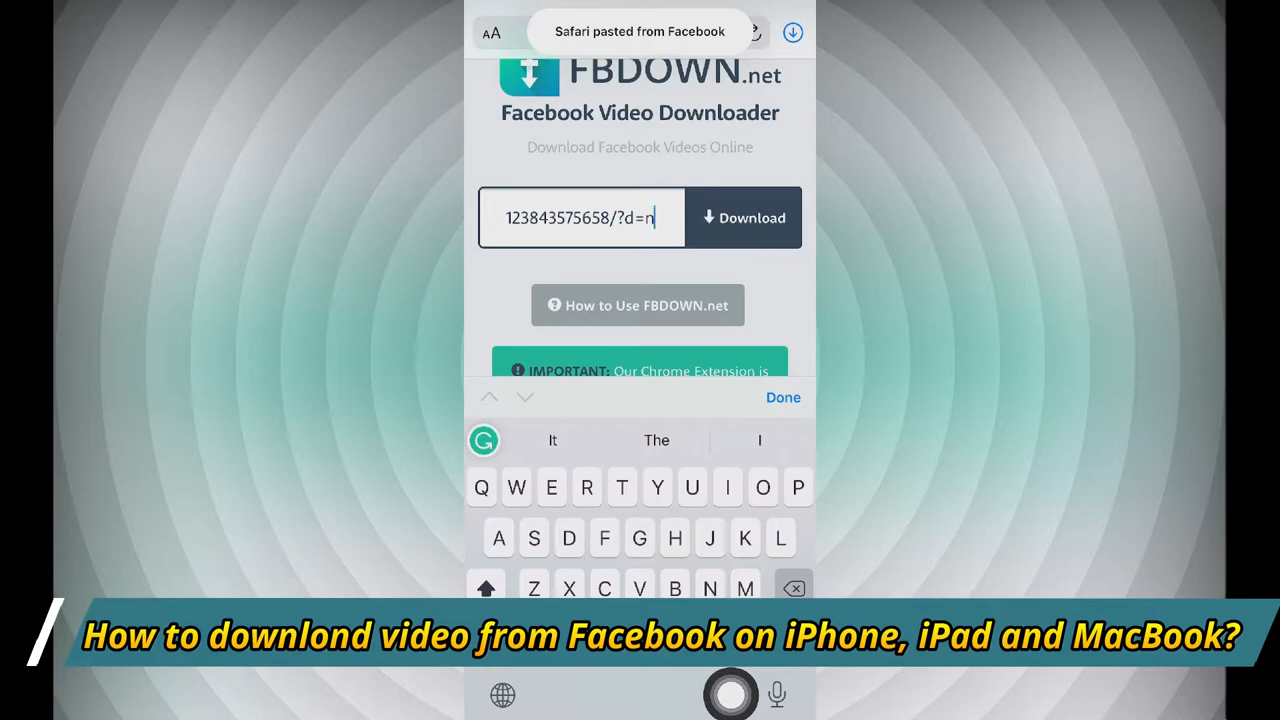 AA
Safari pasted from Facebook
FBDOWN.net
Facebook Video Downloader
Download Facebook Videos Online
123843575658/?d=n
Download
How to Use FBDOWN.net
IMPORTANT: Our Chrome Extension is
Done
It The I
Q W E R T Y U I O P
A S D F G H J K L
Z X C V B N M
How to downlond video from Facebook on iPhone, iPad and MacBook?